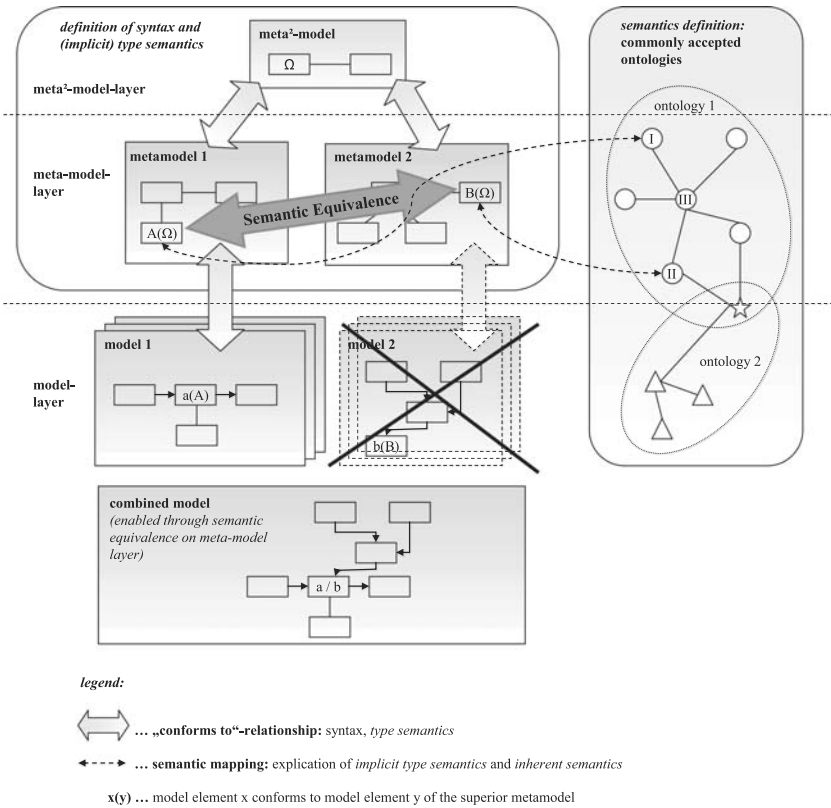 definition of syntax and
(implicit) type semantics
meta²-model
Ω
meta²-model-layer
semantics definition:
commonly accepted
ontologies
ontology 1
I
III
II
ontology 2
meta-model-
layer
metamodel 1
metamodel 2
A(Ω)
Semantic Equivalence
B(Ω)
model-
layer
model 1
a(A)
model 2
b(B)
combined model
(enabled through semantic
equivalence on meta-model
layer)
a / b
legend:
… „conforms to“-relationship: syntax, type semantics
… semantic mapping: explication of implicit type semantics and inherent semantics
x(y) … model element x conforms to model element y of the superior metamodel